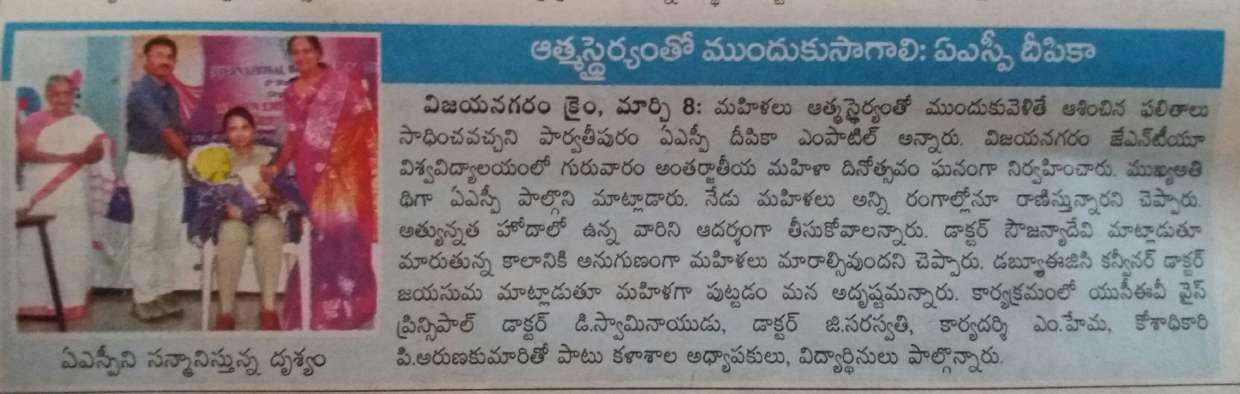 ఆత్మస్థైర్యంతో ముందుకుసాగాలి: ఏఎస్పీ దీపికా
విజయనగరం క్రైం, మార్చి 8: మహిళలు ఆత్మస్థైర్యంతో ముందుకువెళితే ఆశించిన ఫలితాలు
సాధించవచ్చని పార్వతీపురం ఏఎస్పీ దీపికా ఎంపాటిల్ అన్నారు. విజయనగరం జేఎన్‌టీయూ
విశ్వవిద్యాలయంలో గురువారం అంతర్జాతీయ మహిళా దినోత్సవం ఘనంగా నిర్వహించారు. ముఖ్యఅతి
థిగా ఏఎస్పీ పాల్గొని మాట్లాడారు. నేడు మహిళలు అన్ని రంగాల్లోనూ రాణిస్తున్నారని చెప్పారు.
అత్యున్నత హోదాలో ఉన్న వారిని ఆదర్శంగా తీసుకోవాలన్నారు. డాక్టర్ సౌజన్యాదేవి మాట్లాడుతూ
మారుతున్న కాలానికి అనుగుణంగా మహిళలు మారాల్సివుందని చెప్పారు. డబ్ల్యూఈజిసి కన్వీనర్ డాక్టర్
జయసుమ మాట్లాడుతూ మహిళగా పుట్టడం మన అదృష్టమన్నారు. కార్యక్రమంలో యుసీఈవీ వైస్
ప్రిన్సిపాల్ డాక్టర్ డి.స్వామినాయుడు, డాక్టర్ జి.సరస్వతి, కార్యదర్శి ఎం.హేమ, కోశాధికారి
పి.అరుణకుమారితో పాటు కళాశాల అధ్యాపకులు, విద్యార్థినులు పాల్గొన్నారు.
ఏఎస్పీని సన్మానిస్తున్న దృశ్యం